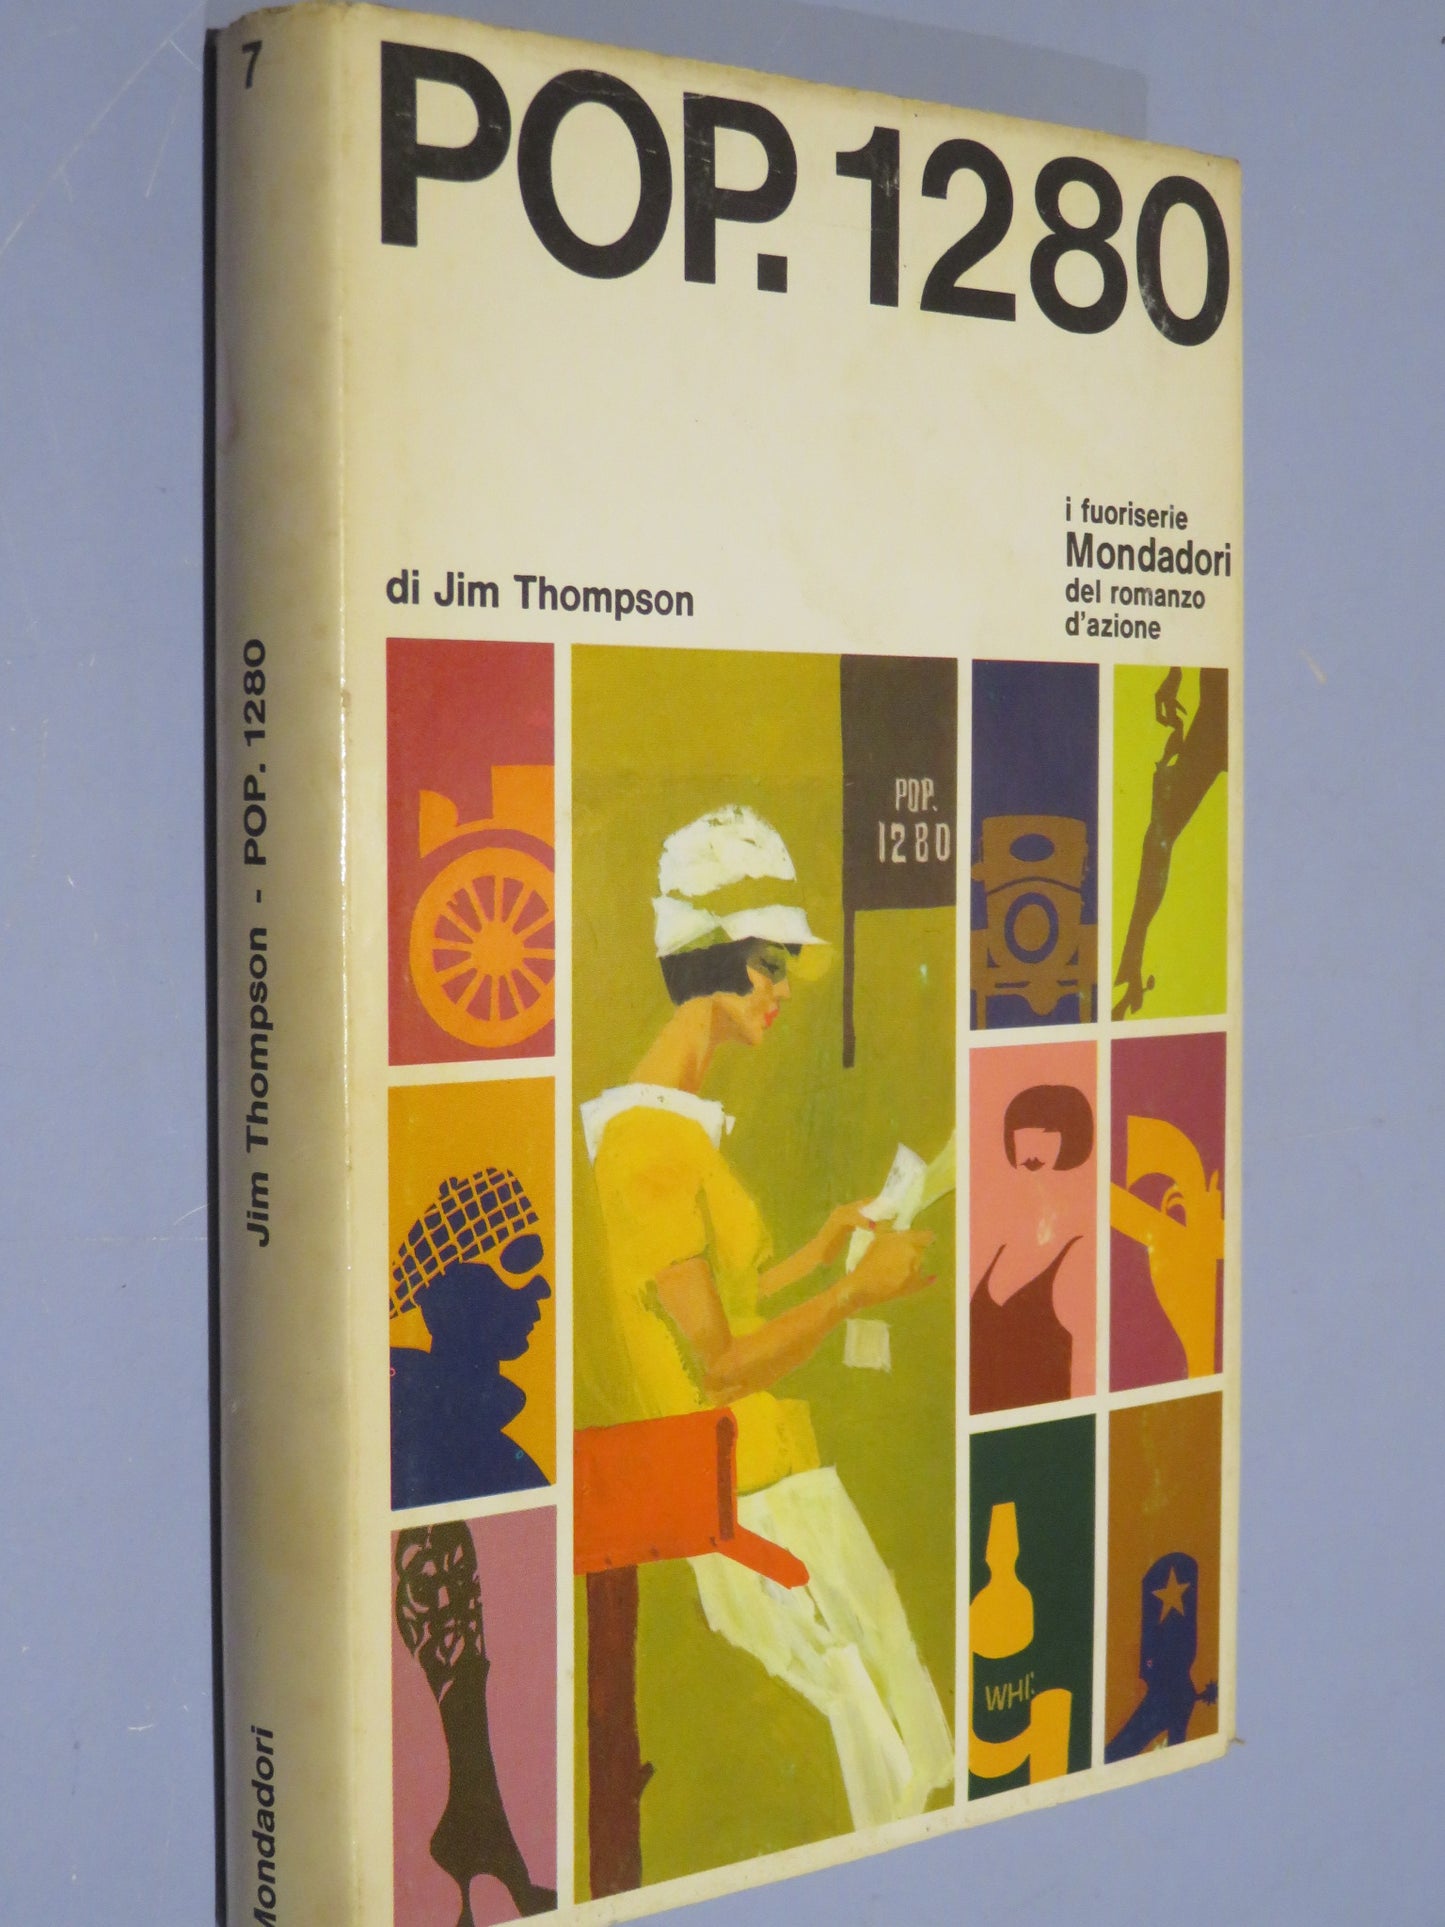 7
Jim Thompson - POP. 1280
Mondadori
POP. 1280
i fuoriserie
Mondadori
del romanzo
d'azione
di Jim Thompson
POP.
1280
WHI